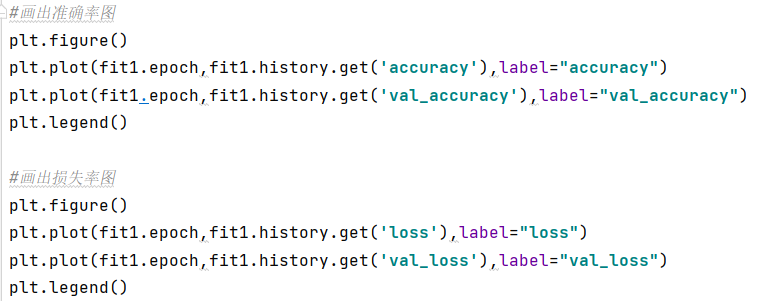 #画出准确率图
plt.figure()
plt.plot(fit1.epoch,fit1.history.get('accuracy'),label="accuracy")
plt.plot(fit1.epoch,fit1.history.get('val_accuracy'),label="val_accuracy")
plt.legend()
#画出损失率图
plt.figure()
plt.plot(fit1.epoch,fit1.history.get('loss'),label="loss")
plt.plot(fit1.epoch,fit1.history.get('val_loss'),label="val_loss")
plt.legend()